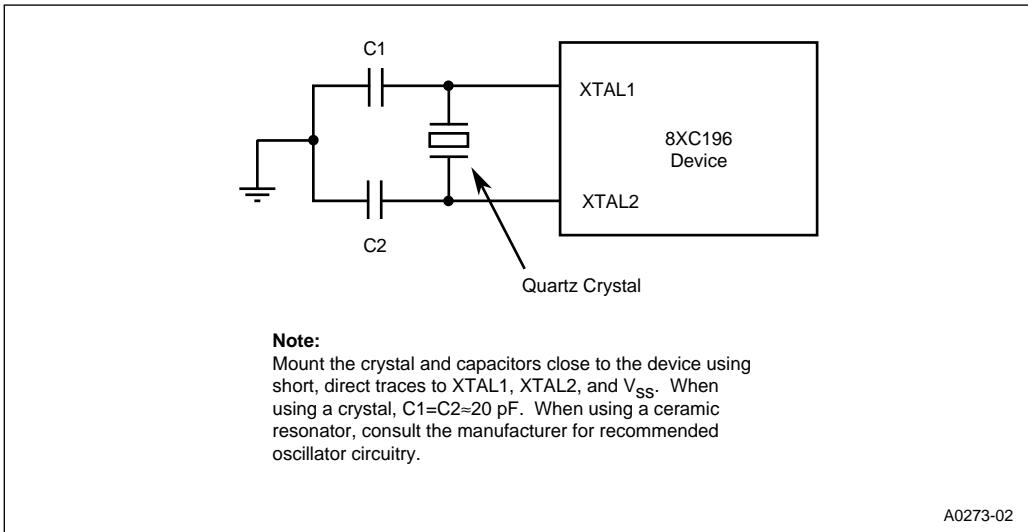 C1
XTAL1
8XC196
Device
XTAL2
C2
Quartz Crystal
Note:
Mount the crystal and capacitors close to the device using
short, direct traces to XTAL1, XTAL2, and VSS. When
using a crystal, C1=C2≈20 pF. When using a ceramic
resonator, consult the manufacturer for recommended
oscillator circuitry.
A0273-02